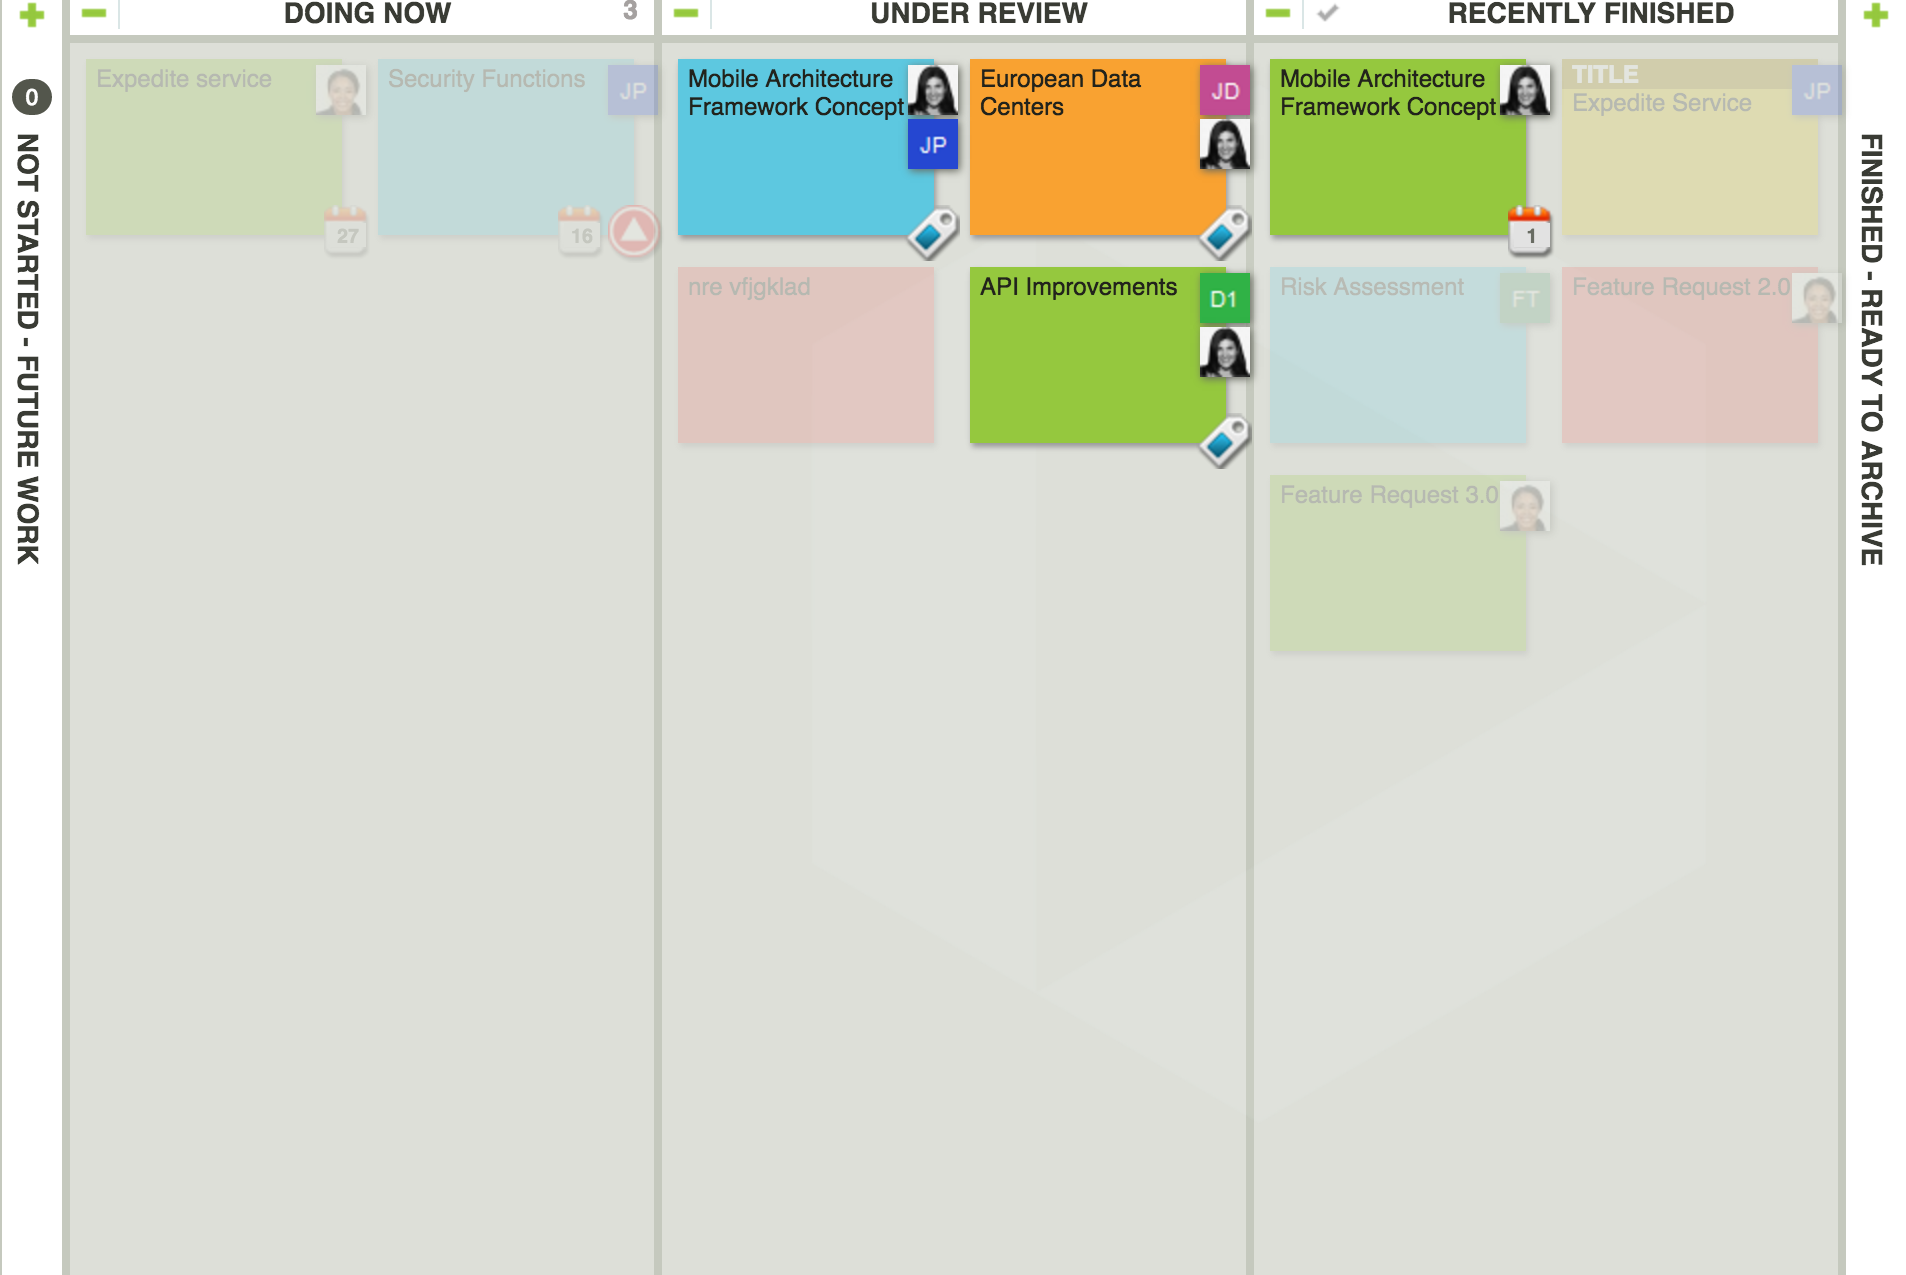 DOING NOW
3
UNDER REVIEW
RECENTLY FINISHED
0
NOT STARTED - FUTURE WORK
Expedite service
27
Security Functions
JP
16
Mobile Architecture
Framework Concept
JP
European Data
Centers
JD
nre vfjgklad
API Improvements
D1
Mobile Architecture
Framework Concept
1
TITLE
Expedite Service
JP
Risk Assessment
FT
Feature Request 2.0
Feature Request 3.0
FINISHED - READY TO ARCHIVE